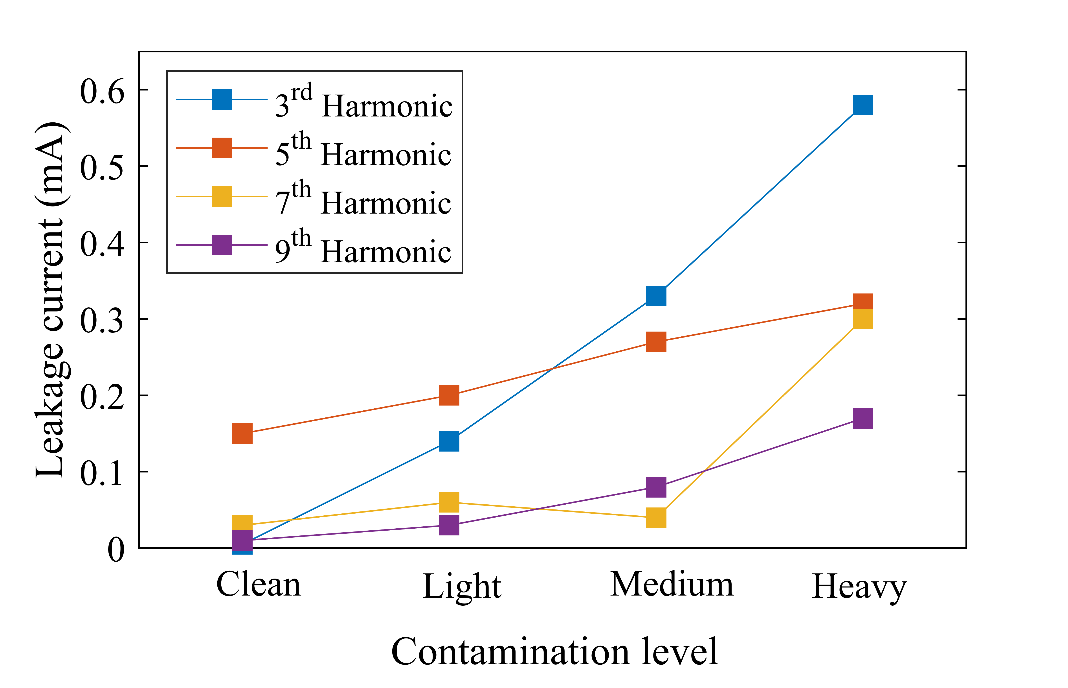 0.6
0.5
0.4
0.3
0.2
0.1
0
Leakage current (mA)
3rd Harmonic
5th Harmonic
7th Harmonic
9th Harmonic
Clean
Light
Medium
Heavy
Contamination level